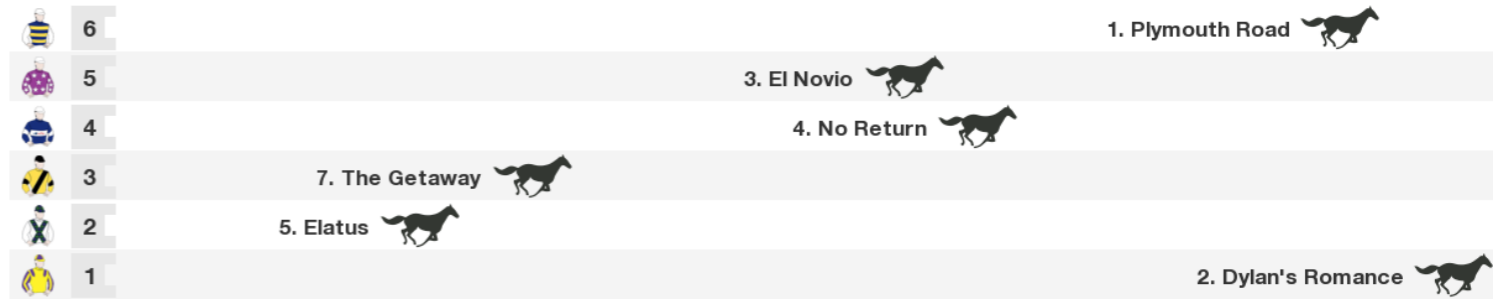 6 1. Plymouth Road
5 3. El Novio
4 4. No Return
3 7. The Getaway
2 5. Elatus
1 2. Dylan's Romance